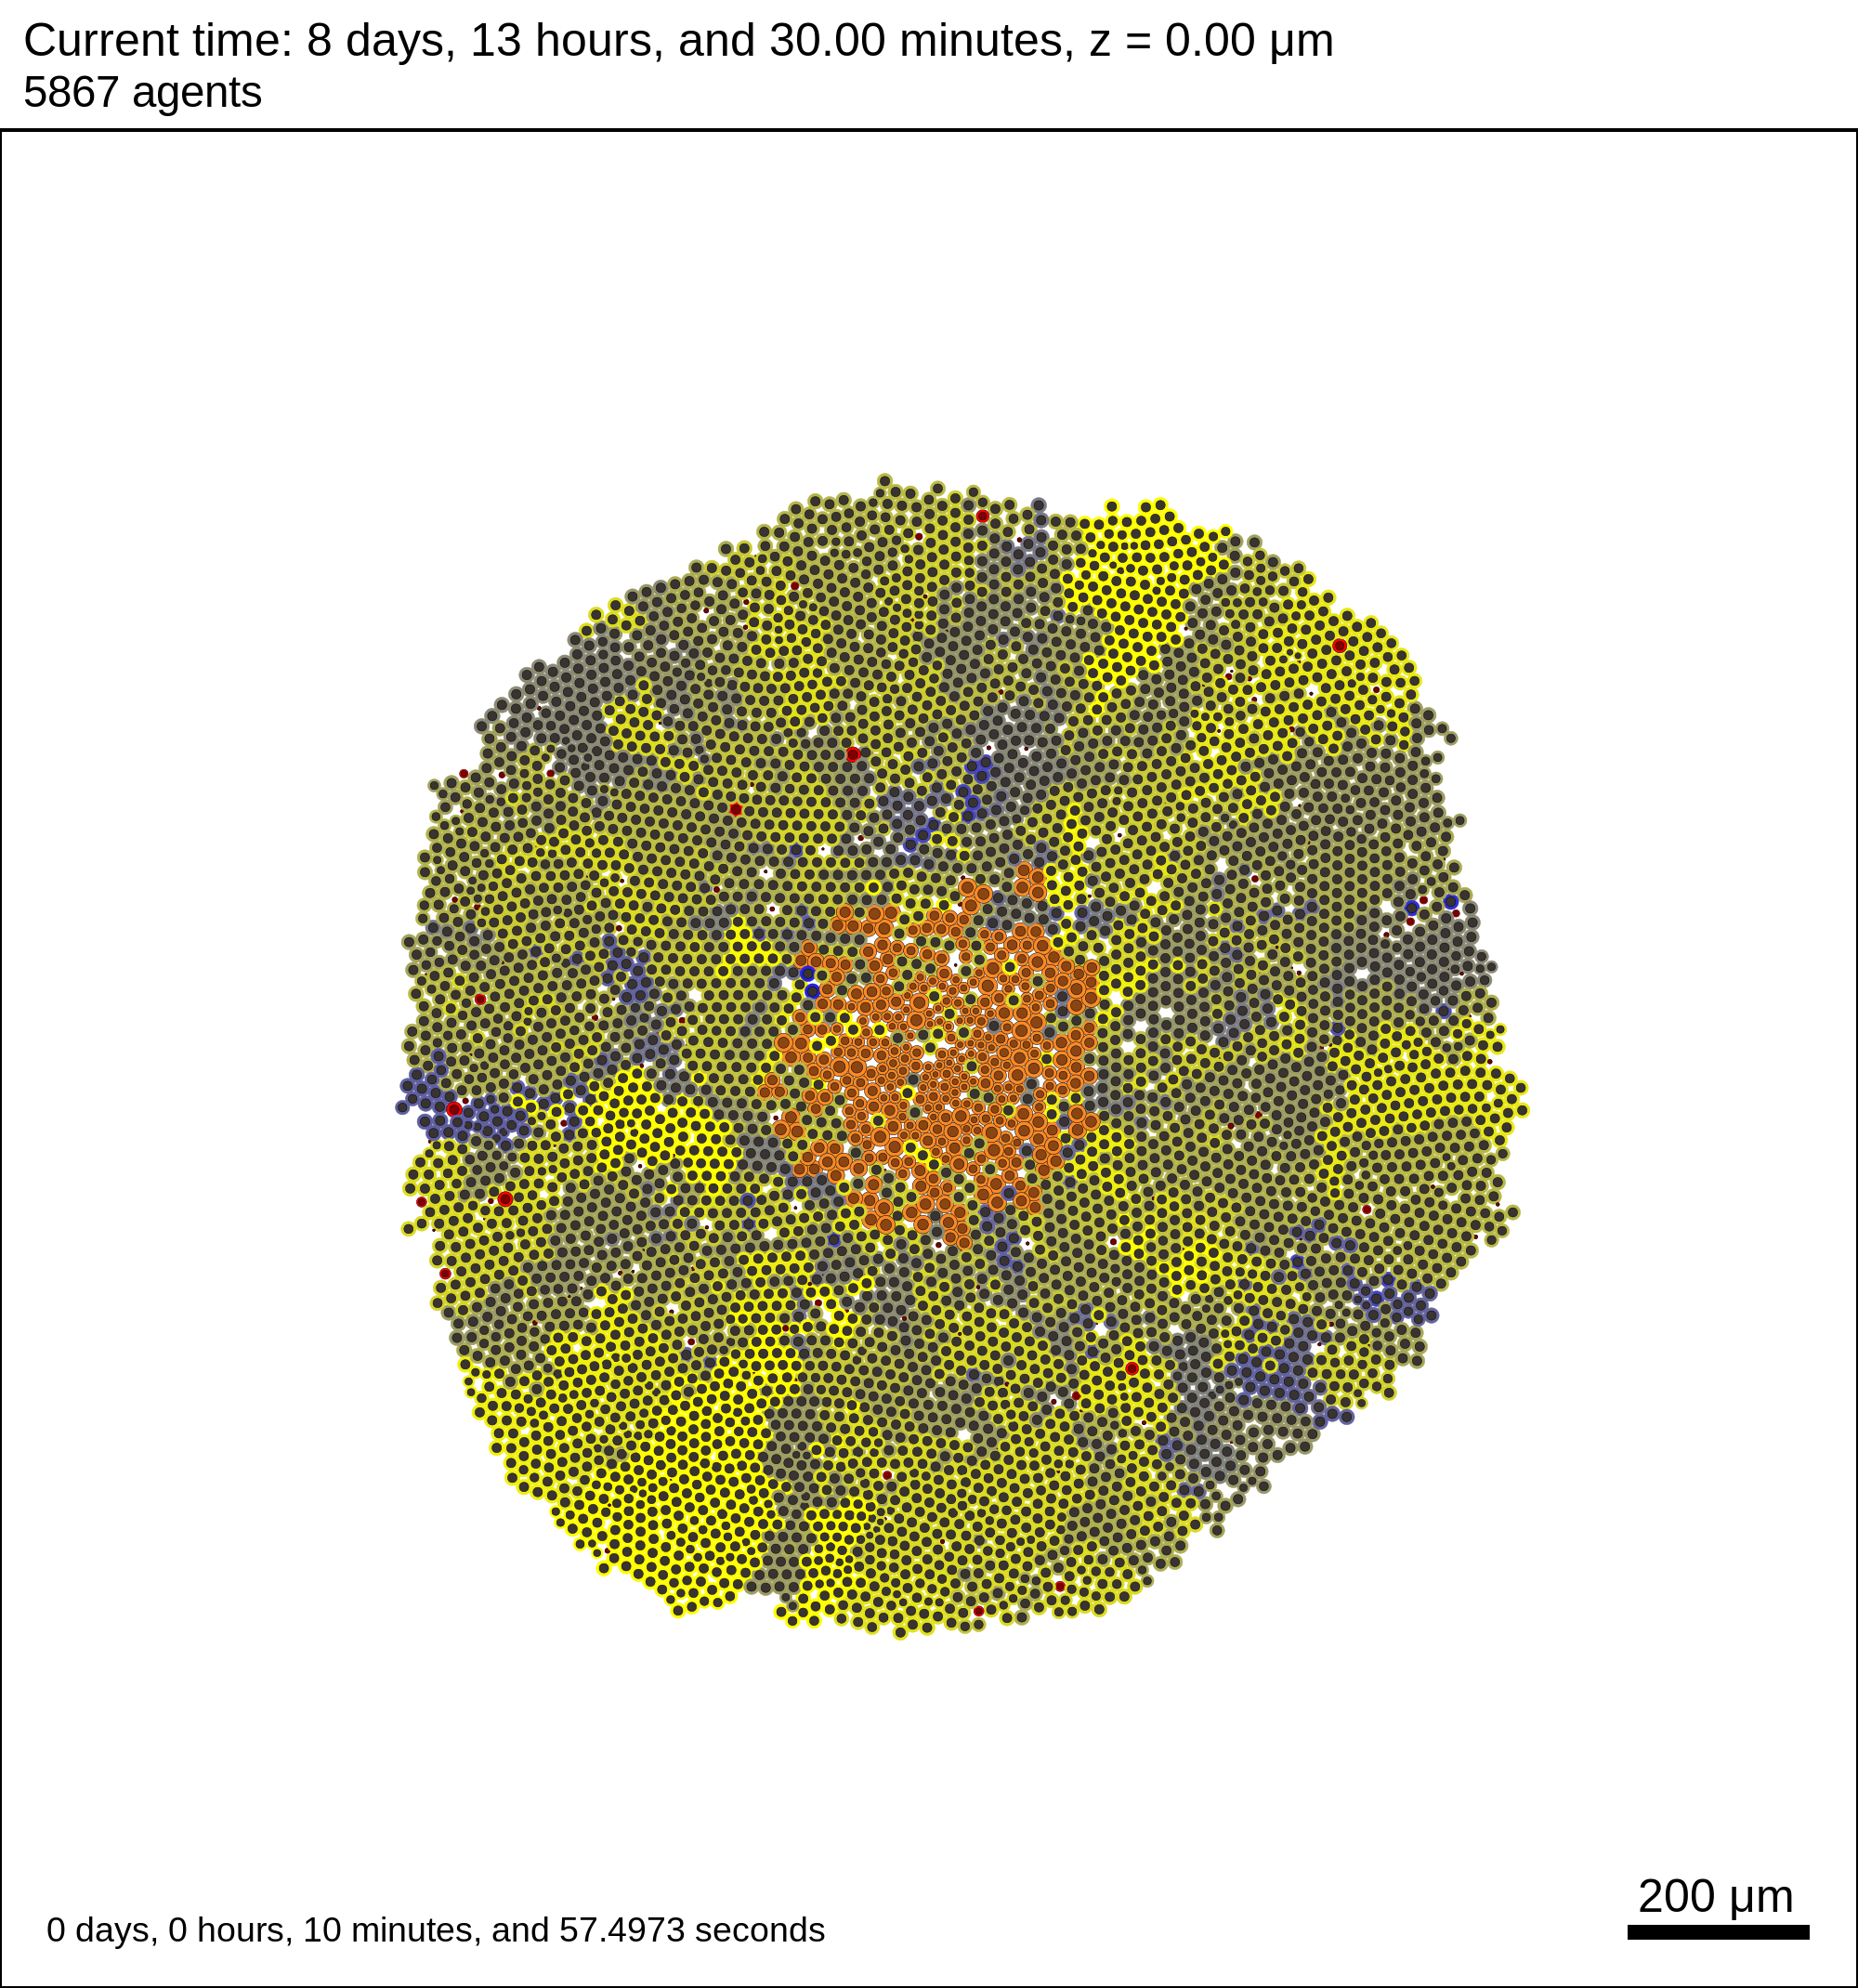 Current time: 8 days, 13 hours, and 30.00 minutes, z = 0.00 μm
5867 agents
200 μm
0 days, 0 hours, 10 minutes, and 57.4973 seconds